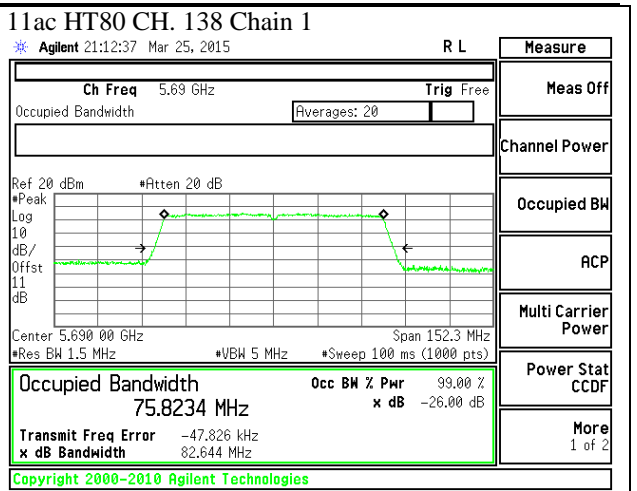 11ac HT80 CH. 138 Chain 1
Agilent 21:12:37 Mar 25, 2015 R L
Measure
Ch Freq 5.69 GHz Trig Free
Occupied Bandwidth Averages: 20
Meas Off
Channel Power
Occupied BW
ACP
Multi Carrier
Power
Power Stat
CCDF
More
1 of 2
Ref 20 dBm #Atten 20 dB
#Peak
Log
10
dB/
Offst
11
dB
Center 5.690 00 GHz Span 152.3 MHz
#Res BW 1.5 MHz #VBW 5 MHz #Sweep 100 ms (1000 pts)
Occupied Bandwidth Occ BW % Pwr 99.00 %
75.8234 MHz x dB -26.00 dB
Transmit Freq Error -47.826 kHz
x dB Bandwidth 82.644 MHz
Copyright 2000-2010 Agilent Technologies